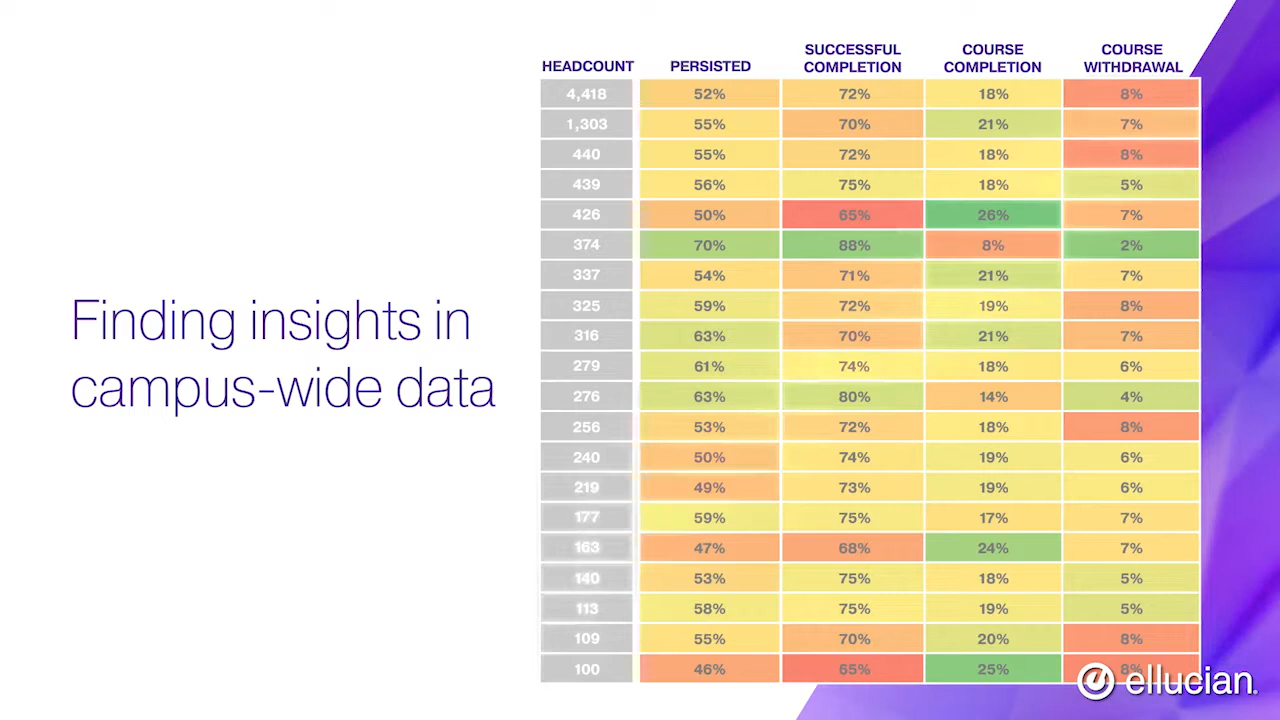 Finding insights in
campus-wide data
HEADCOUNT PERSISTED SUCCESSFUL COMPLETION COURSE COMPLETION COURSE WITHDRAWAL
4,418 52% 72% 18% 8%
1,303 55% 70% 21% 7%
440 55% 72% 18% 8%
439 56% 75% 18% 5%
426 50% 65% 26% 7%
374 70% 88% 8% 2%
337 54% 71% 21% 7%
325 59% 72% 19% 8%
316 63% 70% 21% 7%
279 61% 74% 18% 6%
276 63% 80% 14% 4%
256 53% 72% 18% 8%
240 50% 74% 19% 6%
219 49% 73% 19% 6%
177 59% 75% 17% 7%
163 47% 68% 24% 7%
140 53% 75% 18% 5%
113 58% 75% 19% 5%
109 55% 70% 20% 8%
100 46% 65% 25% 8%
ellucian.